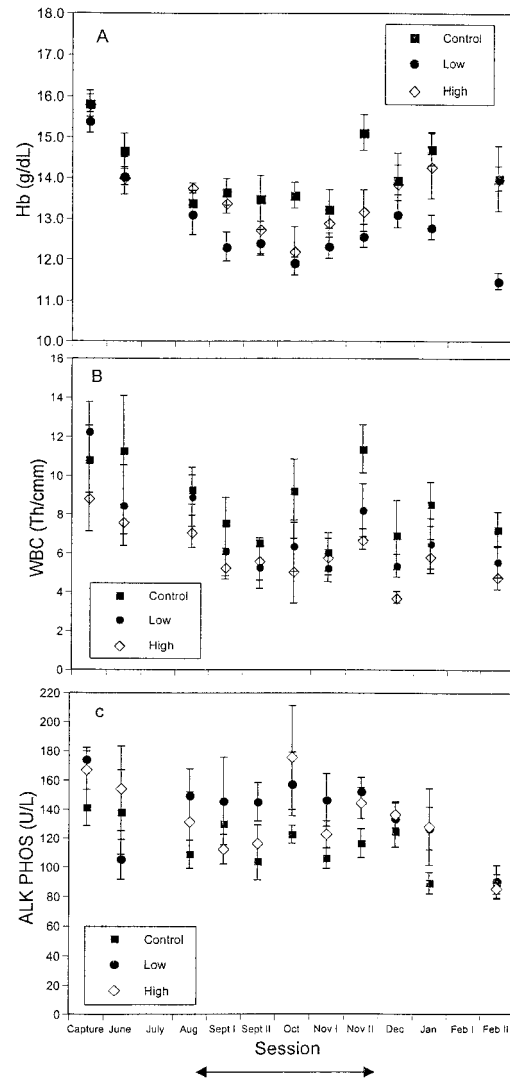 A
Control
Low
High
18.0
17.0
16.0
15.0
14.0
13.0
12.0
11.0
10.0
Hb (g/dL)
B
16
14
12
10
8
6
4
2
0
WBC (Th/cmm)
Control
Low
High
c
220
200
180
160
140
120
100
80
60
40
20
0
ALK PHOS (U/L)
Control
Low
High
Capture June July Aug Sept I Sept II Oct Nov I Nov II Dec Jan Feb I Feb II
Session